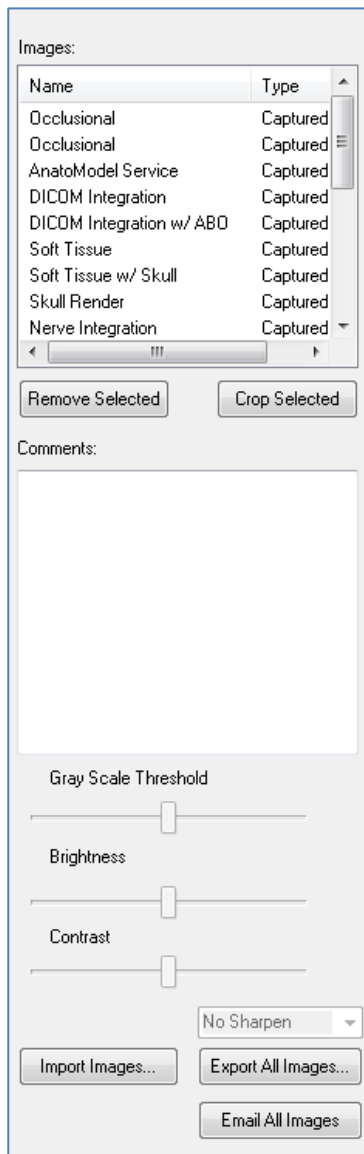 Images:
Name Type
Occlusional Captured
Occlusional Captured
AnatoModel Service Captured
DICOM Integration Captured
DICOM Integration w/ ABO Captured
Soft Tissue Captured
Soft Tissue w/ Skull Captured
Skull Render Captured
Nerve Integration Captured
Remove Selected Crop Selected
Comments:
Gray Scale Threshold
Brightness
Contrast
No Sharpen
Import Images... Export All Images...
Email All Images